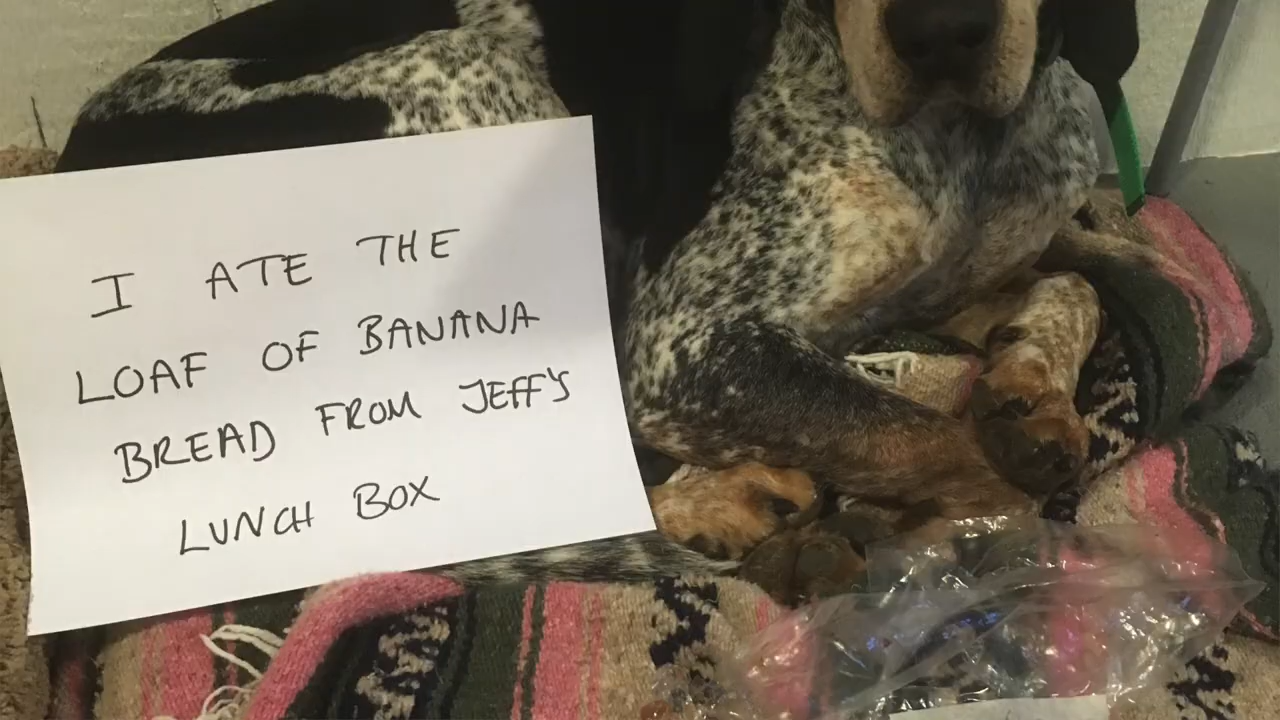 I ATE THE
LOAF OF BANANA
BREAD FROM JEFF'S
LUNCH BOX